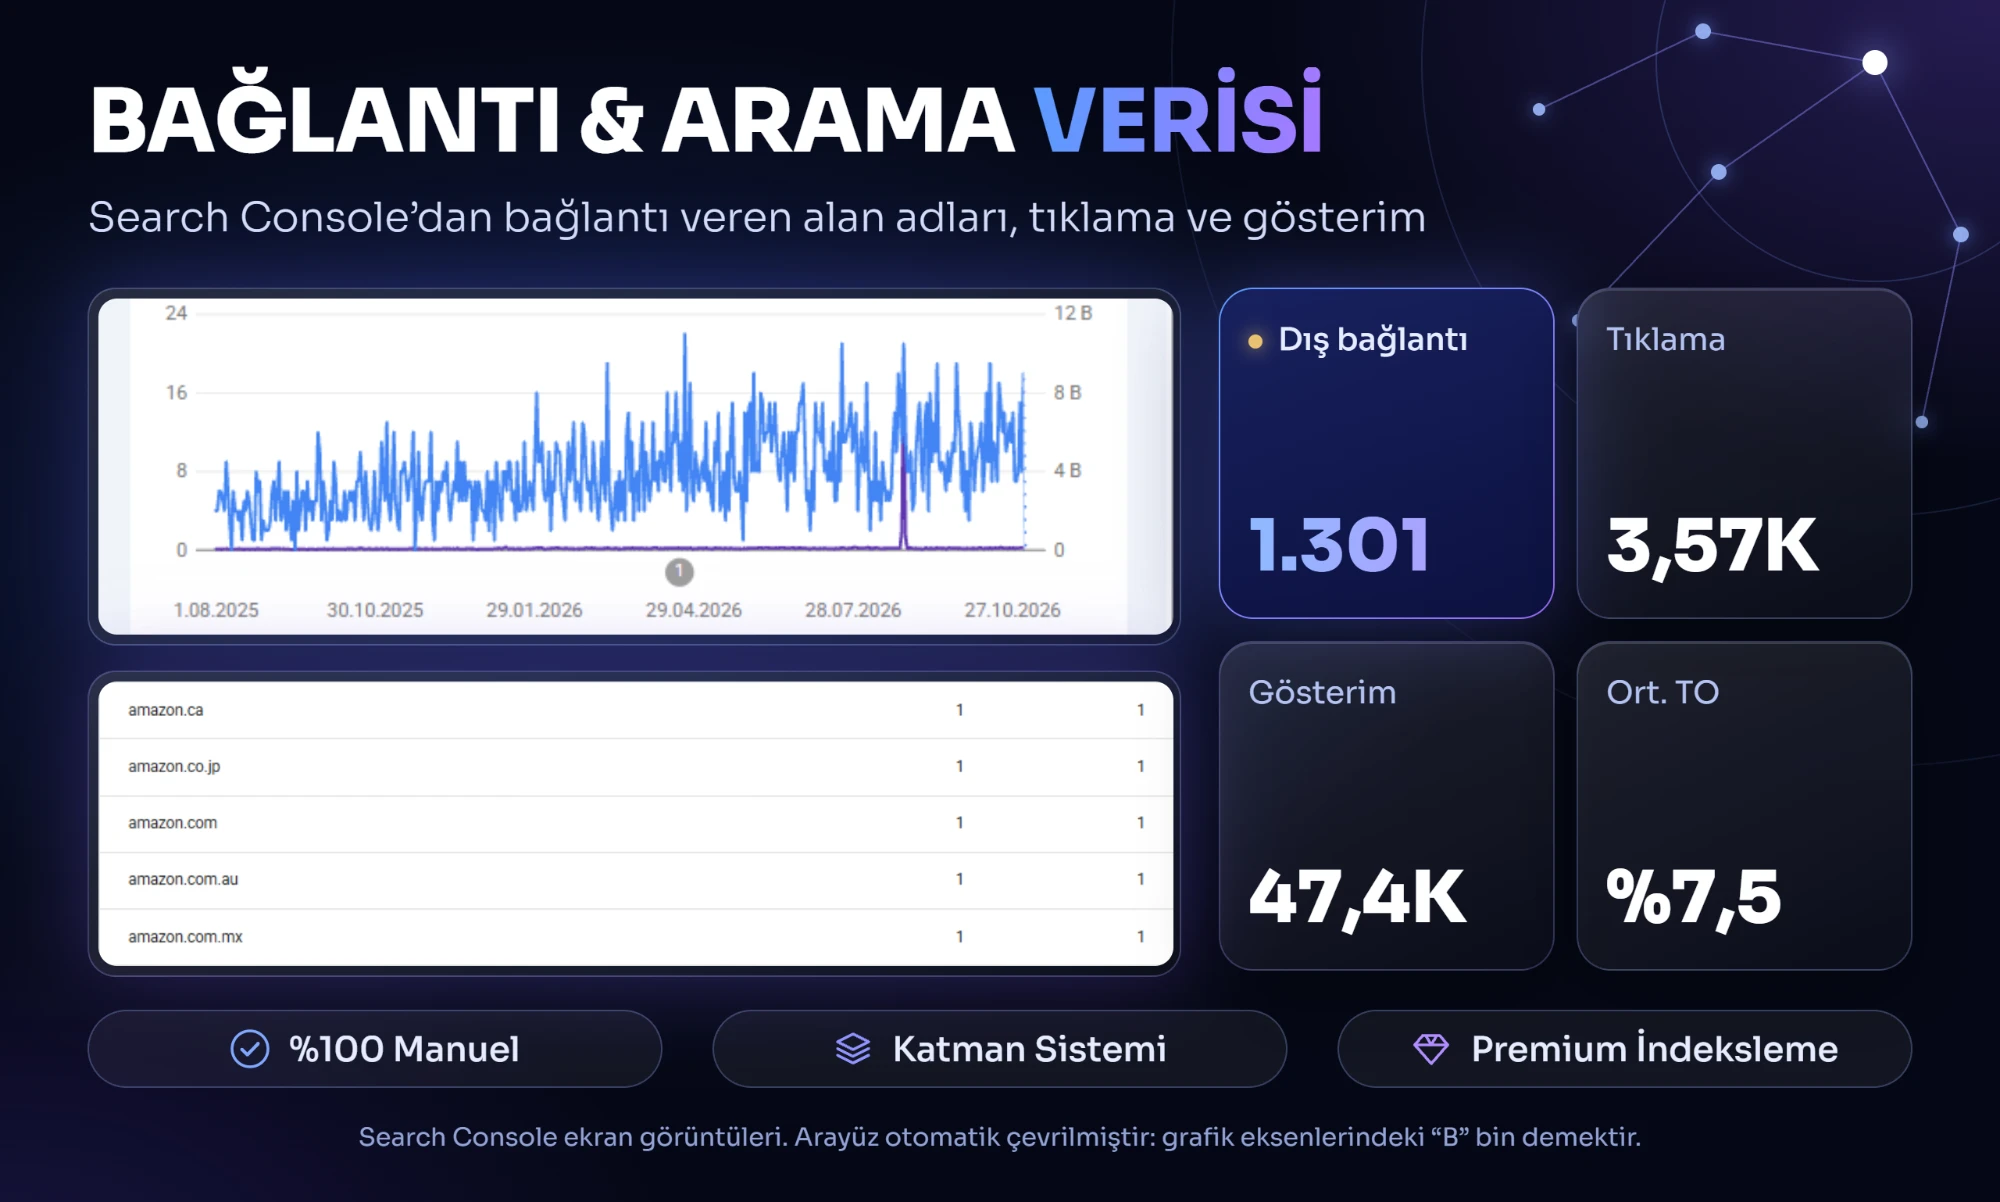 BAĞLANTI & ARAMA VERİSİ
Search Console’dan bağlantı veren alan adları, tıklama ve gösterim
24 12 B
16 8 B
8 4 B
0 0
1
1.08.2025 30.10.2025 29.01.2026 29.04.2026 28.07.2026 27.10.2026
amazon.ca 1 1
amazon.co.jp 1 1
amazon.com 1 1
amazon.com.au 1 1
amazon.com.mx 1 1
Dış bağlantı
1.301
Tıklama
3,57K
Gösterim
47,4K
Ort. TO
%7,5
%100 Manuel
Katman Sistemi
Premium İndeksleme
Search Console ekran görüntüleri. Arayüz otomatik çevrilmiştir: grafik eksenlerindeki “B” bin demektir.